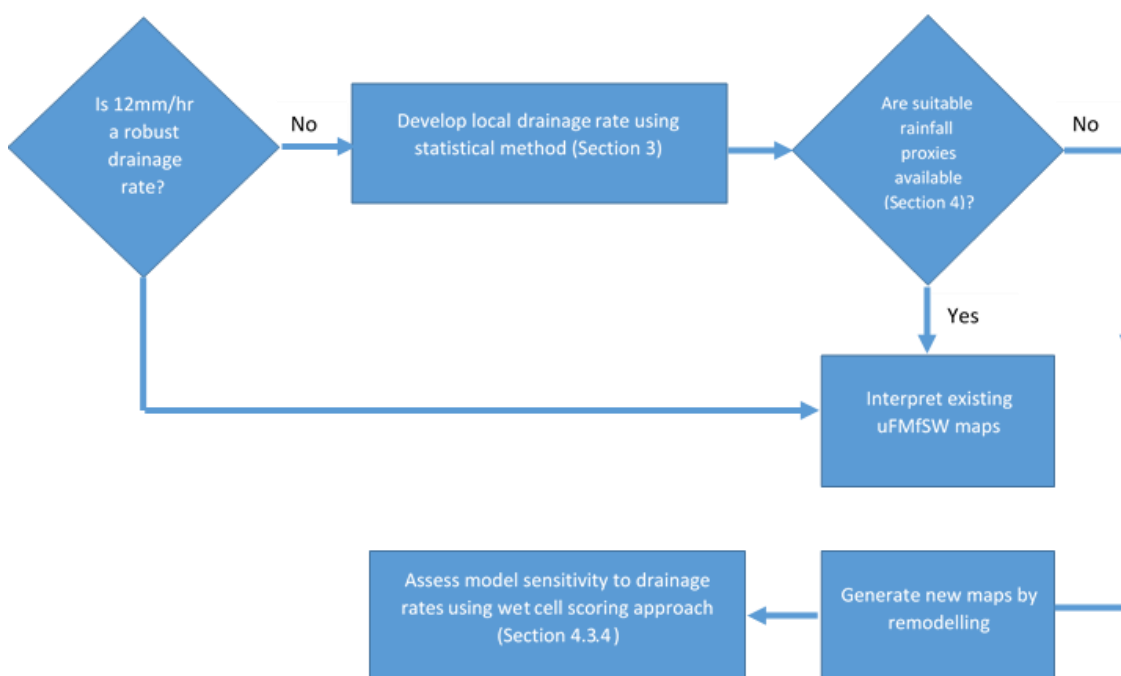 Is 12mm/hr
a robust
drainage
rate?
No
Develop local drainage rate using
statistical method (Section 3)
Are suitable
rainfall
proxies
available
(Section 4)?
No
Yes
Interpret existing
uFMfSW maps
Assess model sensitivity to drainage
rates using wet cell scoring approach
(Section 4.3.4)
Generate new maps by
remodelling